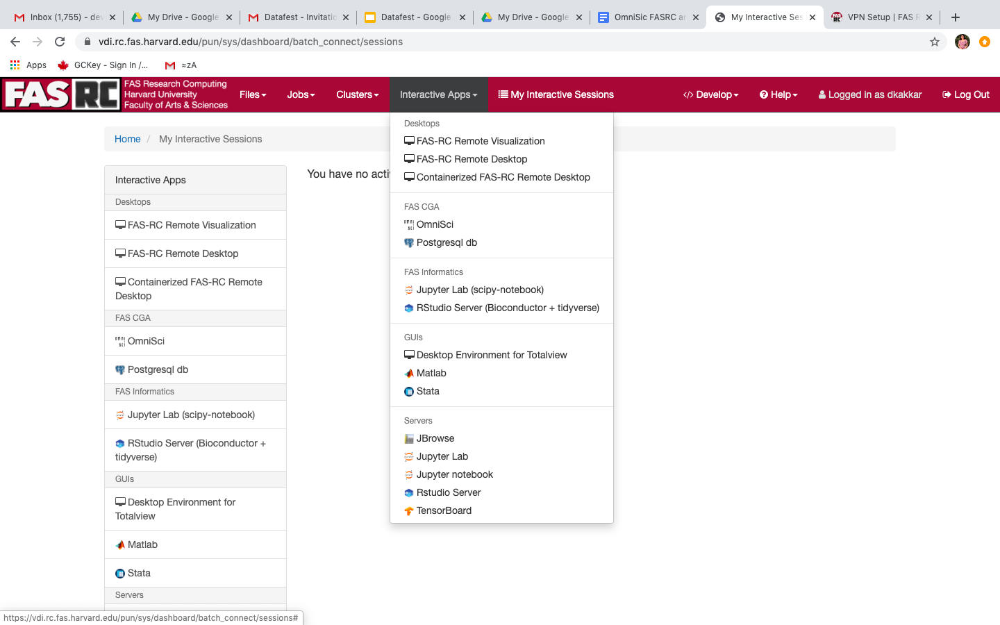 Inbox (1,755) - dev
My Drive - Google
Datafest - Invitatio
Datafest - Google
My Drive - Google
OmniSic FASRC ar
My Interactive Ses
VPN Setup | FAS R
vdi.rc.fas.harvard.edu/pun/sys/dashboard/batch_connect/sessions
Apps
GCKey - Sign In /...
≈zA
FAS RC
FAS Research Computing
Harvard University
Faculty of Arts & Sciences
Files
Jobs
Clusters
Interactive Apps
My Interactive Sessions
</> Develop
Help
Logged in as dkakkar
Log Out
Home / My Interactive Sessions
Interactive Apps
Desktops
FAS-RC Remote Visualization
FAS-RC Remote Desktop
Containerized FAS-RC Remote
Desktop
FAS CGA
OmniSci
Postgresql db
FAS Informatics
Jupyter Lab (scipy-notebook)
RStudio Server (Bioconductor +
tidyverse)
GUIs
Desktop Environment for
Totalview
Matlab
Stata
Servers
You have no acti
Desktops
FAS-RC Remote Visualization
FAS-RC Remote Desktop
Containerized FAS-RC Remote Desktop
FAS CGA
OmniSci
Postgresql db
FAS Informatics
Jupyter Lab (scipy-notebook)
RStudio Server (Bioconductor + tidyverse)
GUIs
Desktop Environment for Totalview
Matlab
Stata
Servers
JBrowse
Jupyter Lab
Jupyter notebook
Rstudio Server
TensorBoard
https://vdi.rc.fas.harvard.edu/pun/sys/dashboard/batch_connect/sessions#